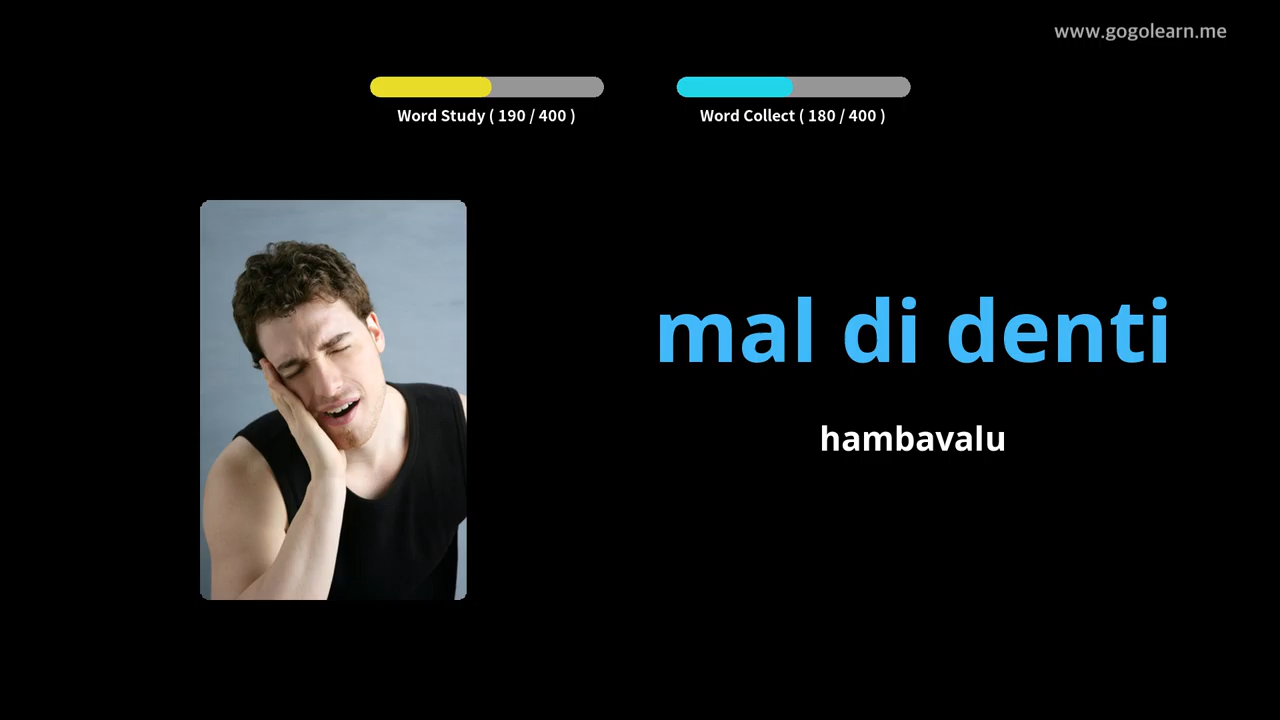 www.gogolearn.me
Word Study ( 190 / 400 )
Word Collect ( 180 / 400 )
mal di denti
hambavalu